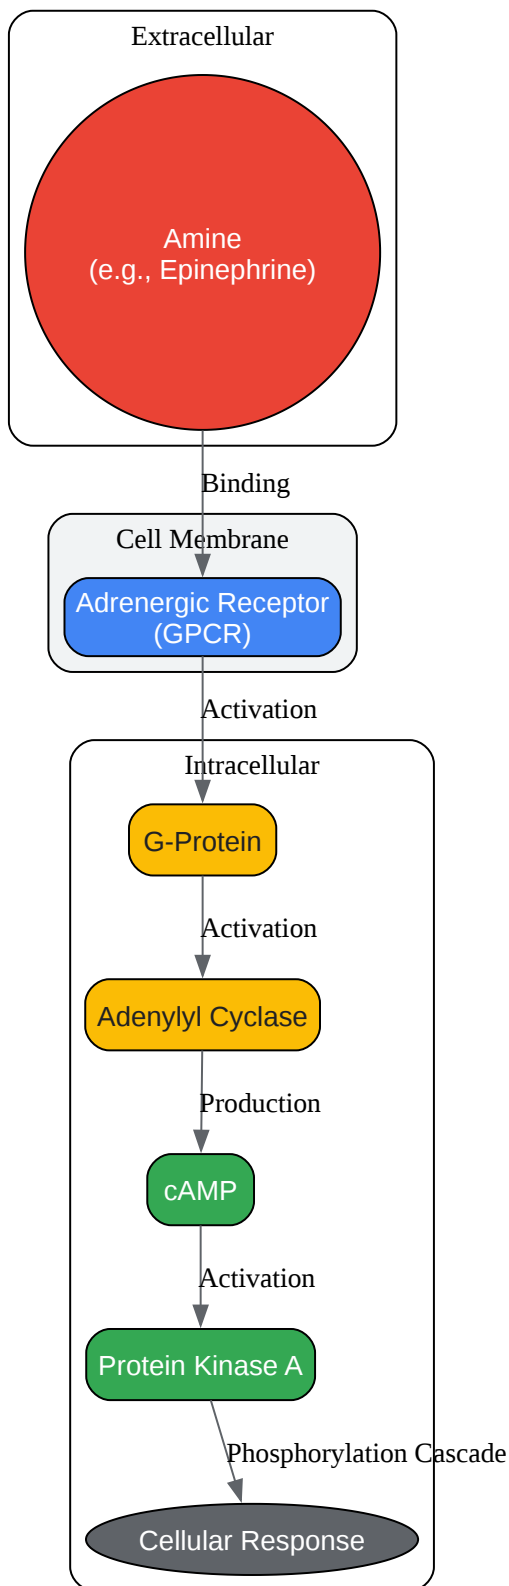 Extracellular
Amine
(e.g., Epinephrine)
Binding
Cell Membrane
Adrenergic Receptor
(GPCR)
Activation
Intracellular
G-Protein
Activation
Adenylyl Cyclase
Production
cAMP
Activation
Protein Kinase A
Phosphorylation Cascade
Cellular Response